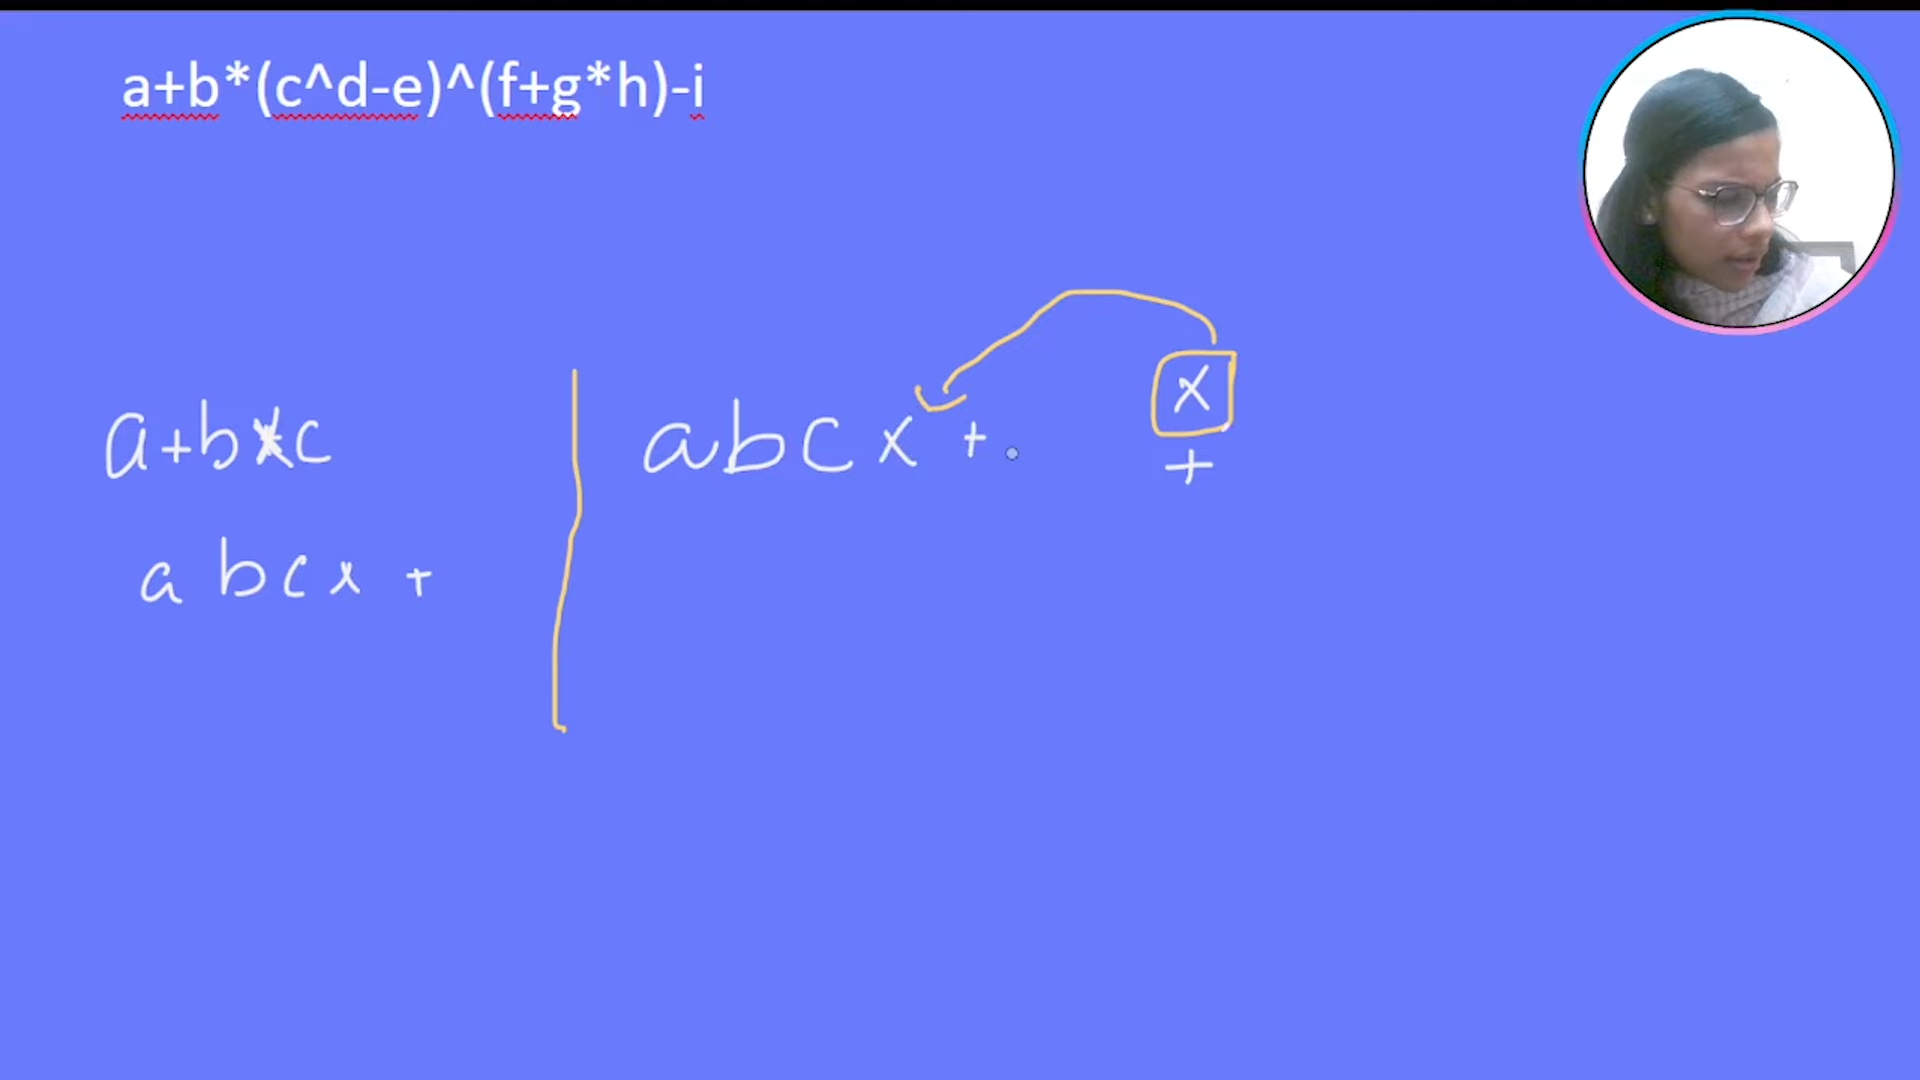 a+b*(c^d-e)^(f+g*h)-i
a+b*c
a b c x +
a b c x +
x
+